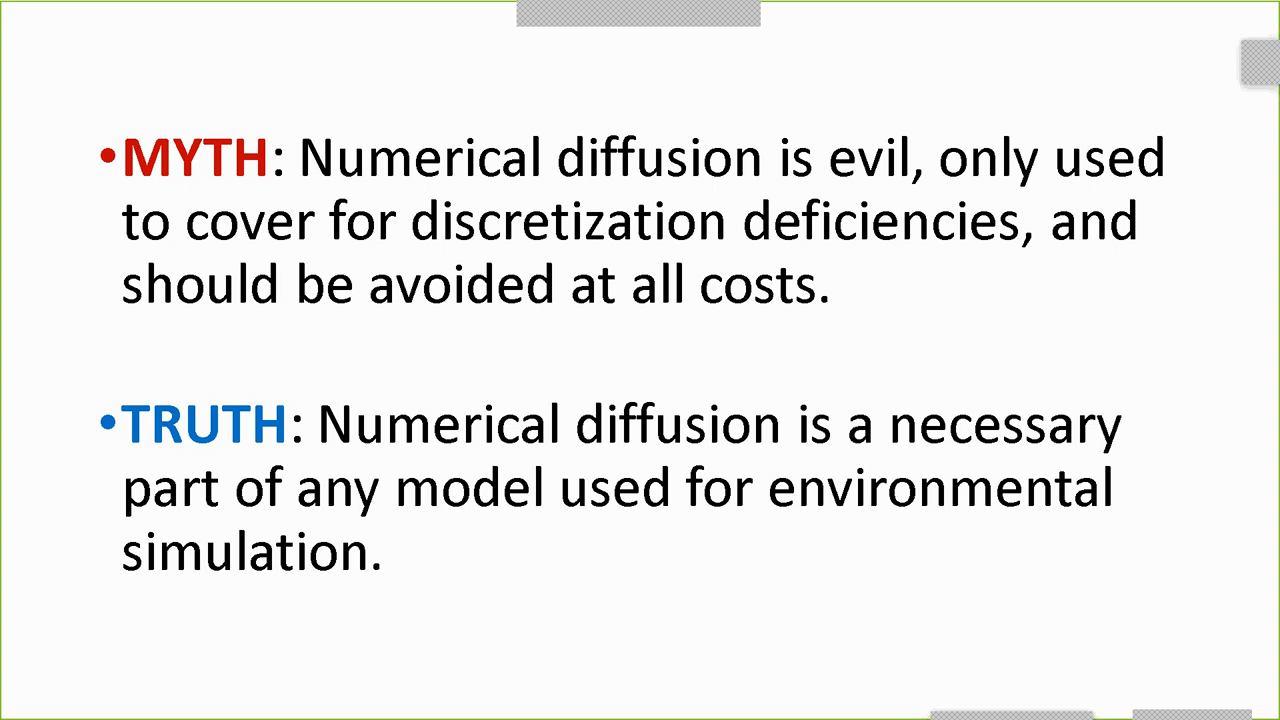 •MYTH: Numerical diffusion is evil, only used
to cover for discretization deficiencies, and
should be avoided at all costs.
•TRUTH: Numerical diffusion is a necessary
part of any model used for environmental
simulation.